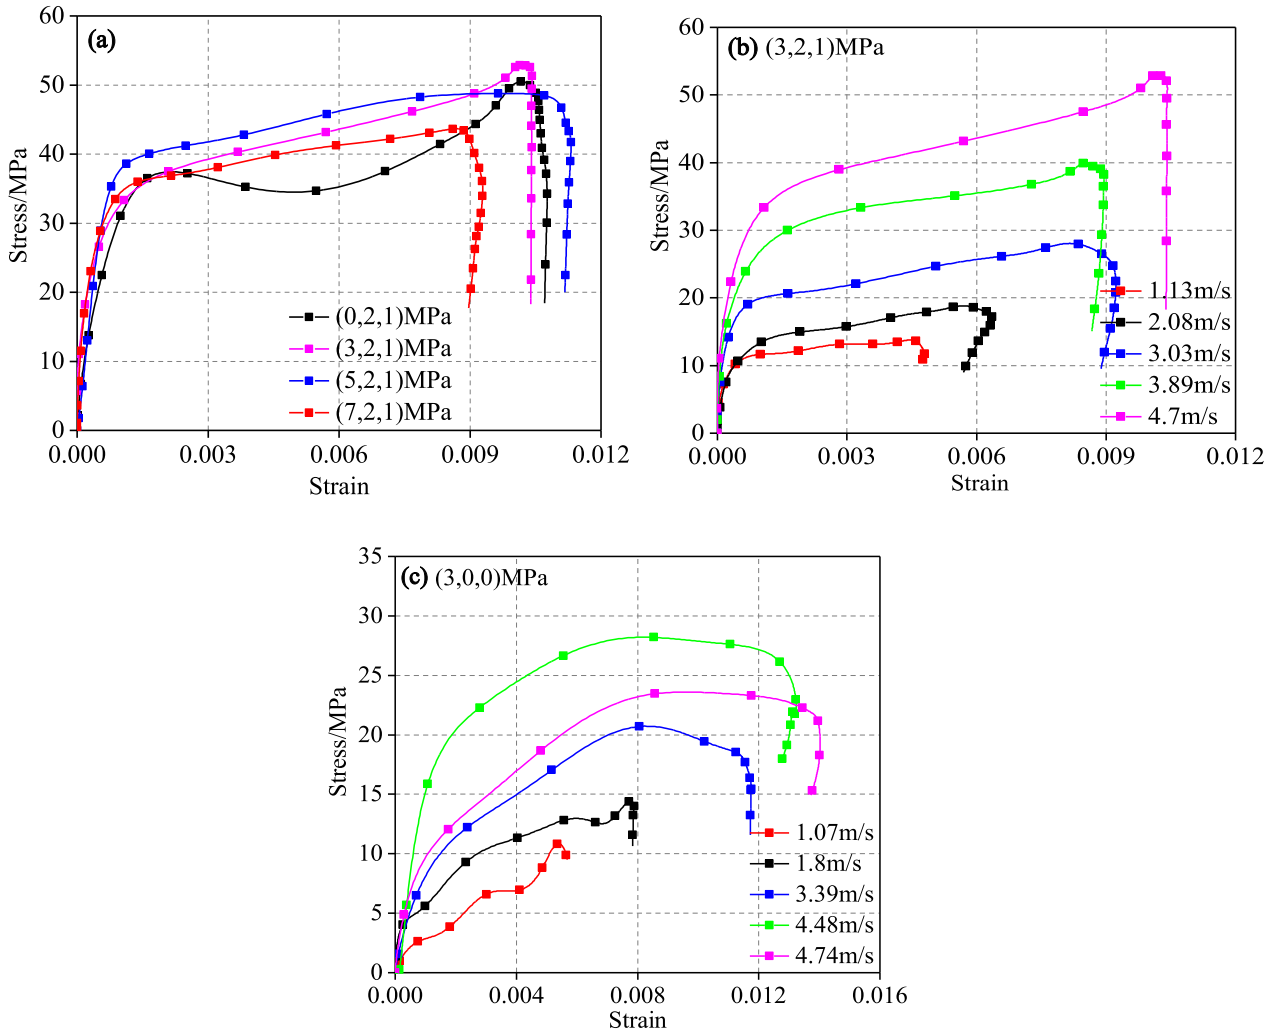 (a)
Stress/MPa
60
50
40
30
20
10
0
0.000
0.003
0.006
0.009
0.012
Strain
(0,2,1)MPa
(3,2,1)MPa
(5,2,1)MPa
(7,2,1)MPa
(b) (3,2,1)MPa
Stress/MPa
60
50
40
30
20
10
0
0.000
0.003
0.006
0.009
0.012
Strain
1.13m/s
2.08m/s
3.03m/s
3.89m/s
4.7m/s
(c) (3,0,0)MPa
Stress/MPa
35
30
25
20
15
10
5
0
0.000
0.004
0.008
0.012
0.016
Strain
1.07m/s
1.8m/s
3.39m/s
4.48m/s
4.74m/s